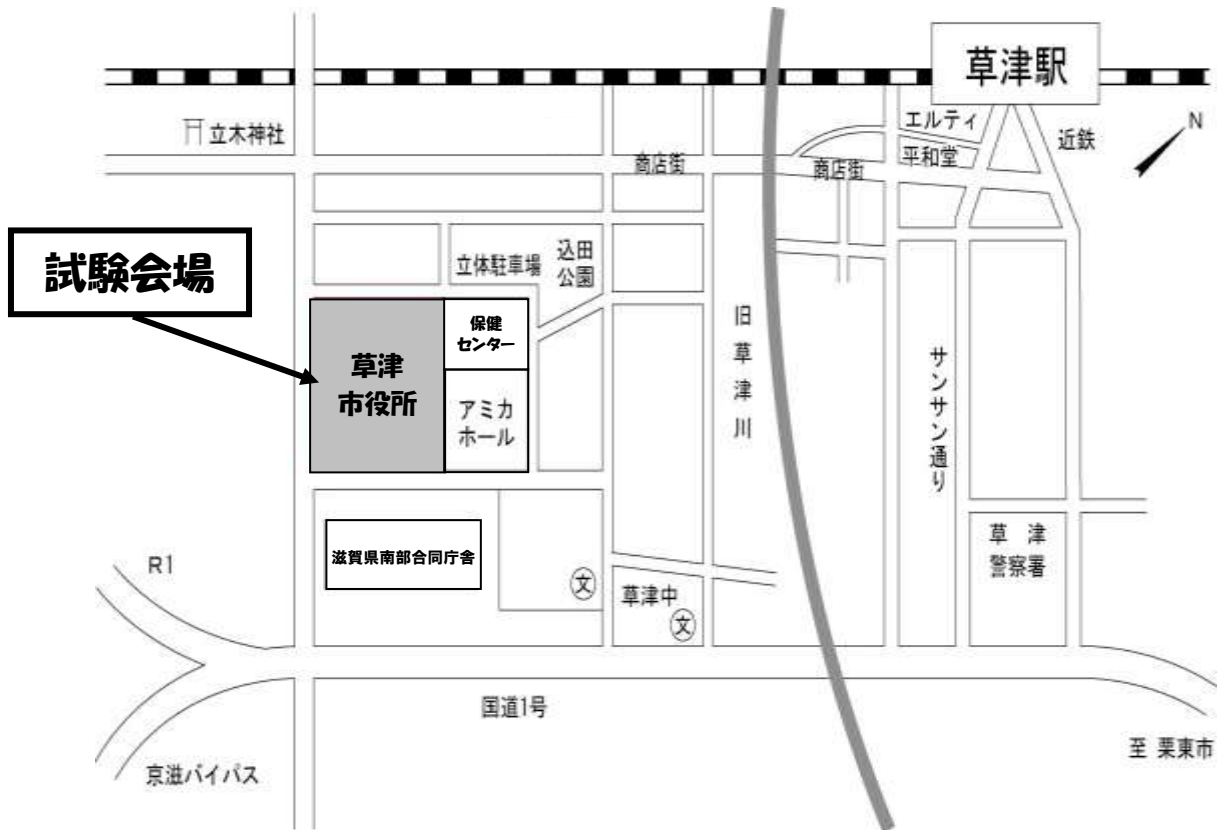 草津駅
エルティ
N
⛩立木神社
近鉄
平和堂
商店街
商店街
試験会場
込田
公園
立体駐車場
保健
センター
旧草津川
サンサン通り
草津
市役所
アミカ
ホール
草津
警察署
滋賀県南部合同庁舎
R1
文
草津中
文
国道1号
至 栗東市
京滋バイパス